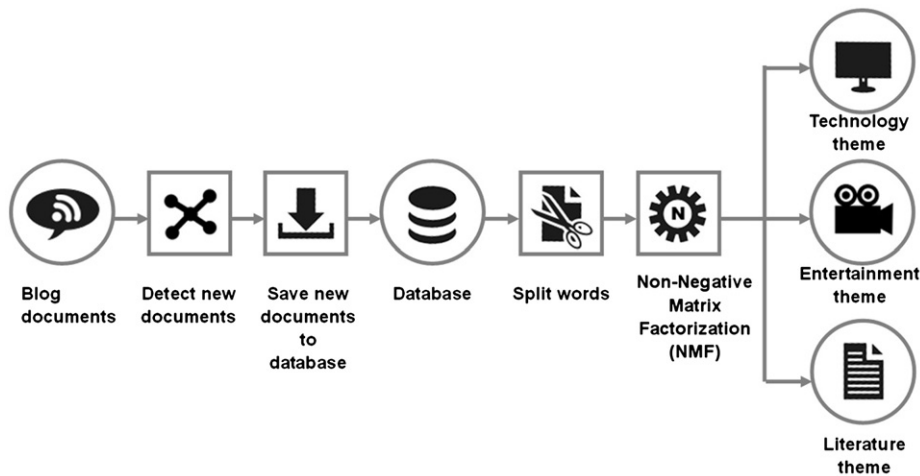 Blog
documents
Detect new
documents
Save new
documents
to
database
Database
Split words
N
Non-Negative
Matrix
Factorization
(NMF)
Technology
theme
Entertainment
theme
Literature
theme